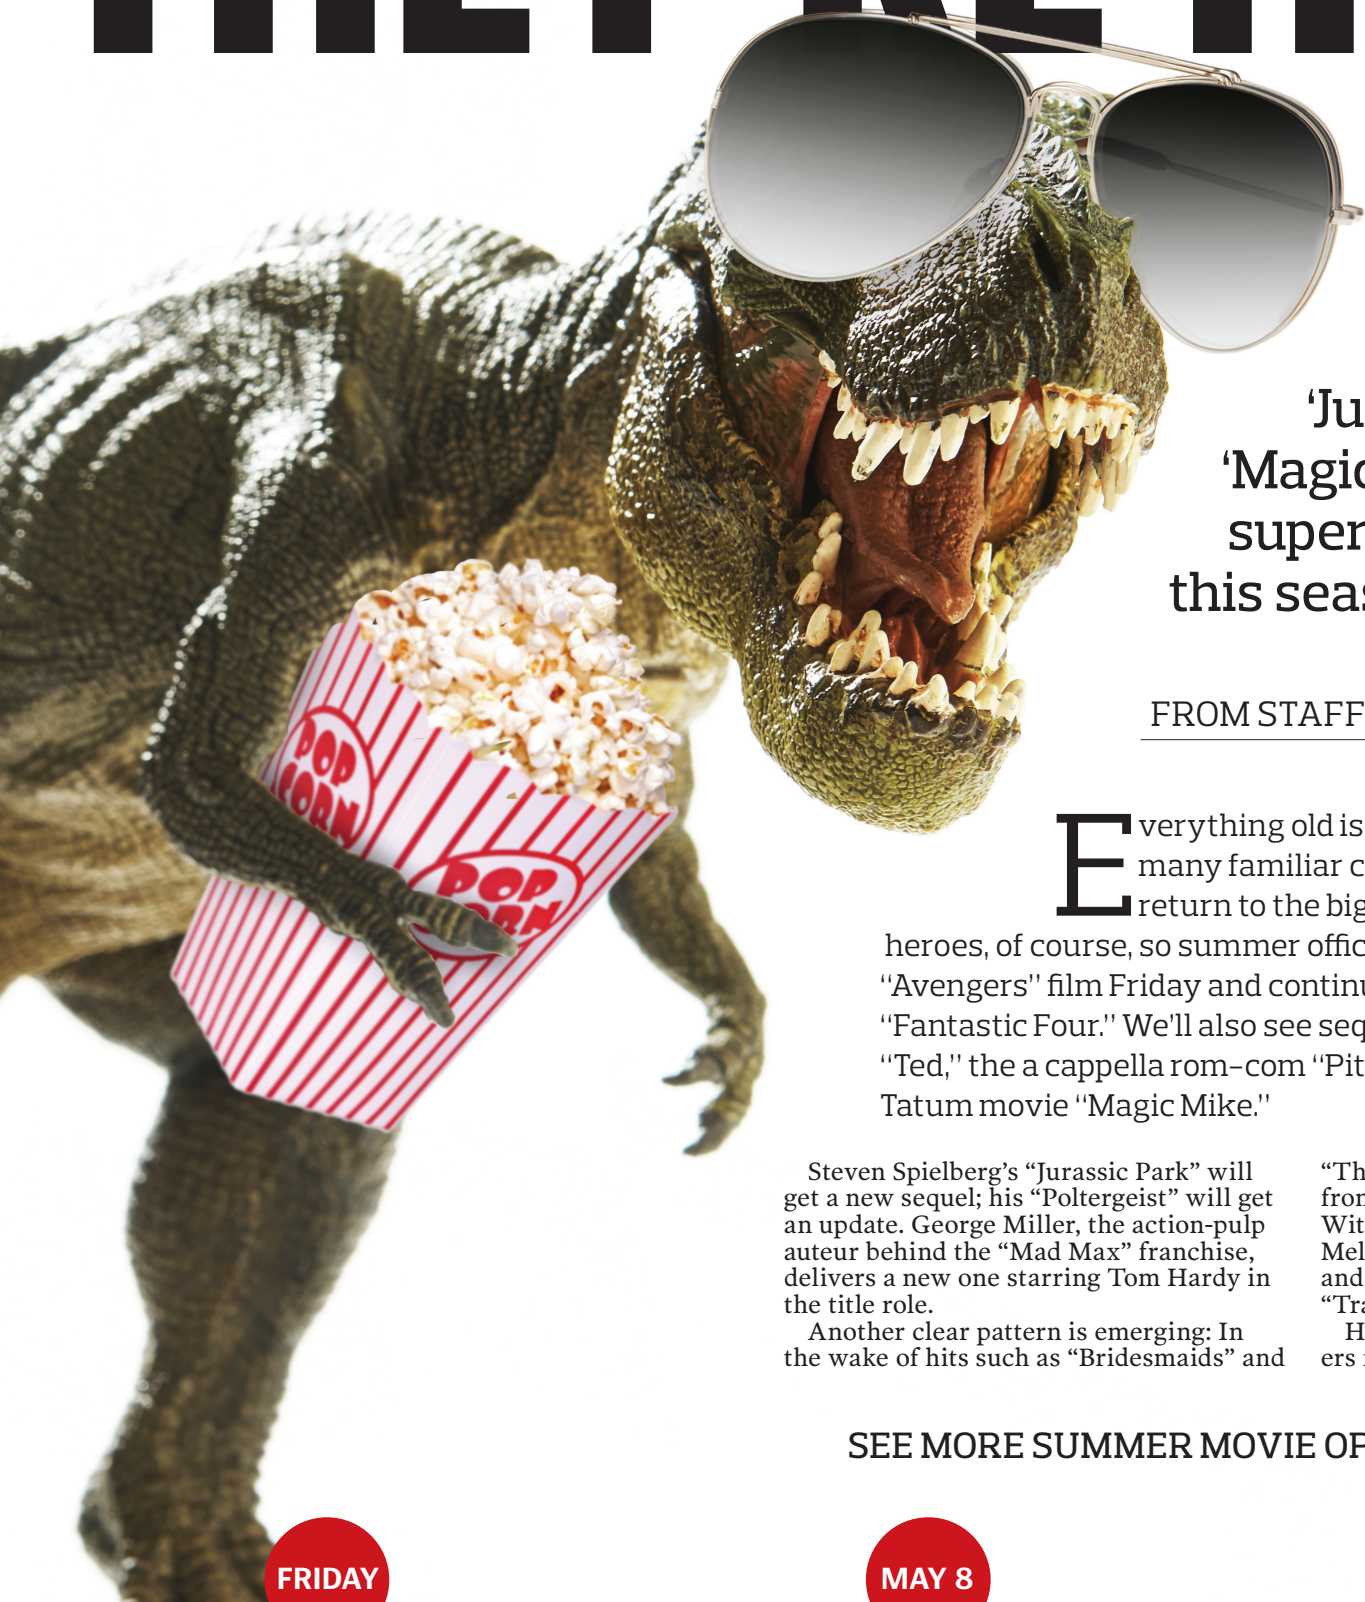 ‘Ju
‘Magic
super
this seas
FROM STAFF
Everything old is
many familiar c
return to the big
heroes, of course, so summer offic
“Avengers” film Friday and continu
“Fantastic Four.” We’ll also see seq
“Ted,” the a cappella rom-com “Pit
Tatum movie “Magic Mike.”
Steven Spielberg’s “Jurassic Park” will
get a new sequel; his “Poltergeist” will get
an update. George Miller, the action-pulp
auteur behind the “Mad Max” franchise,
delivers a new one starring Tom Hardy in
the title role.
Another clear pattern is emerging: In
the wake of hits such as “Bridesmaids” and
“Th
from
Wit
Mel
and
“Tra
H
ers
SEE MORE SUMMER MOVIE OP
POP
CORN
POP
CORN
FRIDAY
MAY 8